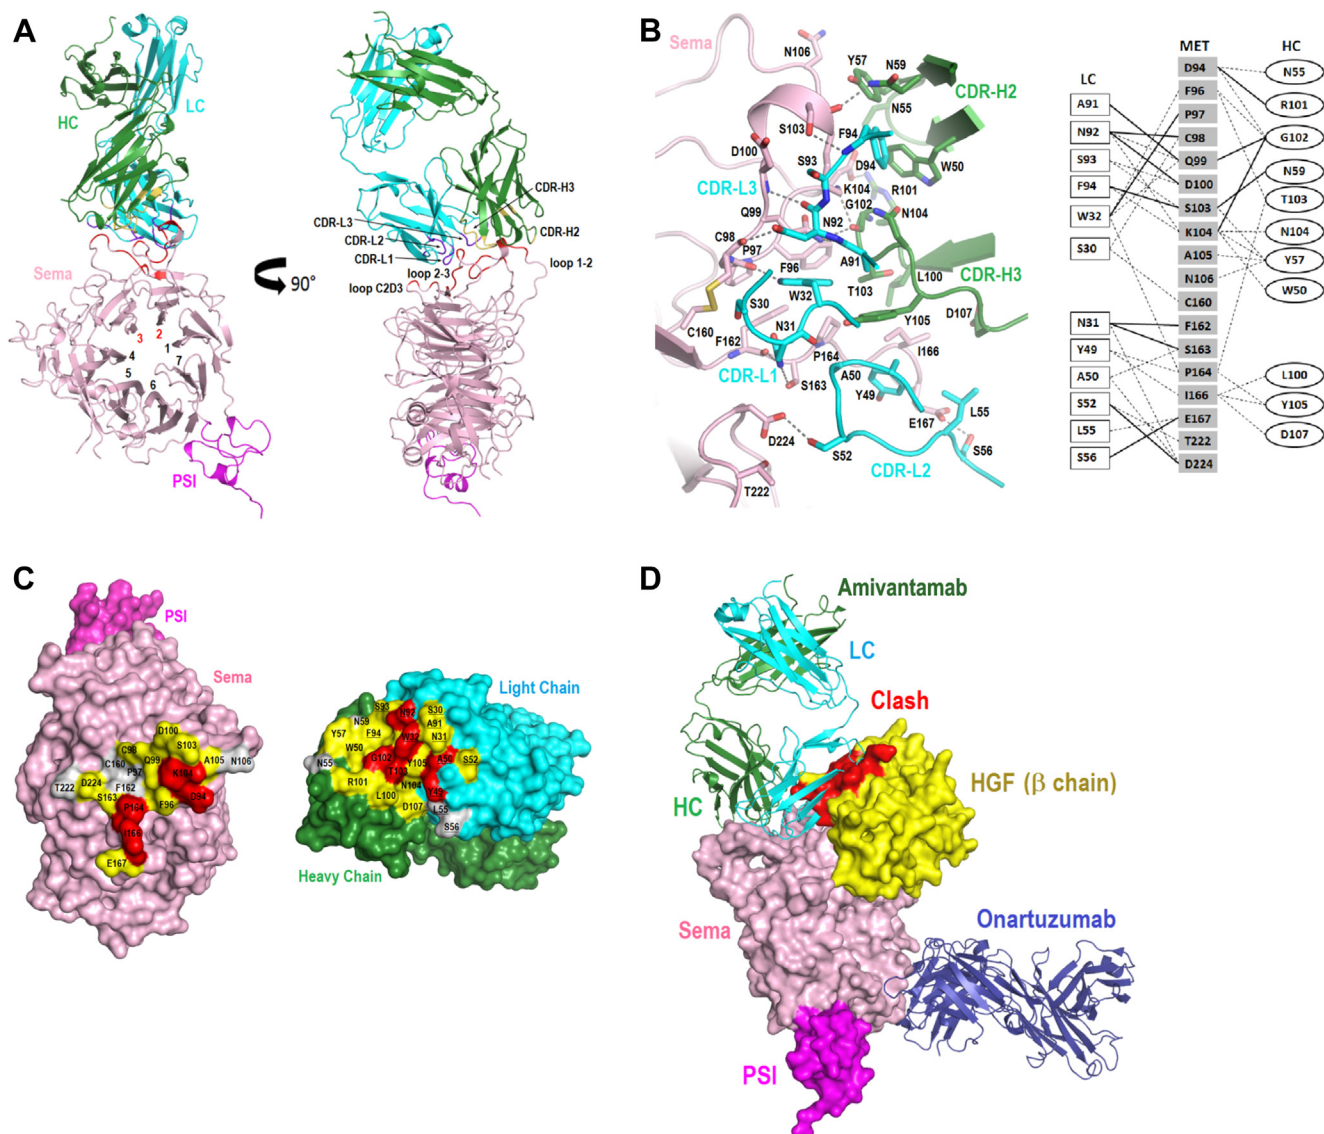 A
LC
HC
Sema
3
2
1
4
7
5
6
PSI
90°
CDR-H3
CDR-L3
CDR-H2
CDR-L2
CDR-L1
loop 2-3
loop 1-2
loop C2D3
B
Sema
N106
Y57
N59
CDR-H2
N55
S103
F94
D100
S93
D94
W50
CDR-L3
K104
R101
G102
Q99
N92
N104
C98
P97
A91
CDR-H3
F96
L100
T103
S30
W32
C160
N31
Y105
D107
F162
P164
I166
CDR-L1
A50
S163
Y49
L55
E167
D224
S52
S56
CDR-L2
T222
MET
HC
LC
D94
N55
F96
A91
R101
P97
N92
C98
G102
S93
Q99
N59
F94
D100
T103
W32
S103
N104
S30
K104
Y57
A105
W50
N106
C160
N31
F162
Y49
S163
A50
P164
L100
S52
I166
Y105
L55
E167
D107
S56
T222
D224
C
PSI
Sema
D100
C98
S103
C160
Q99
A105
N106
P97
K104
T222
D224
F162
S163
D94
P164
F96
I166
E167
Light Chain
S93
N92
S30
N59
A91
Y57
F94
W32
N31
W50
G102
Y105
A50
S52
N55
T103
R101
N104
Y49
L100
D107
L55
S56
Heavy Chain
D
Amivantamab
LC
Clash
HGF (β chain)
HC
Sema
Onartuzumab
PSI